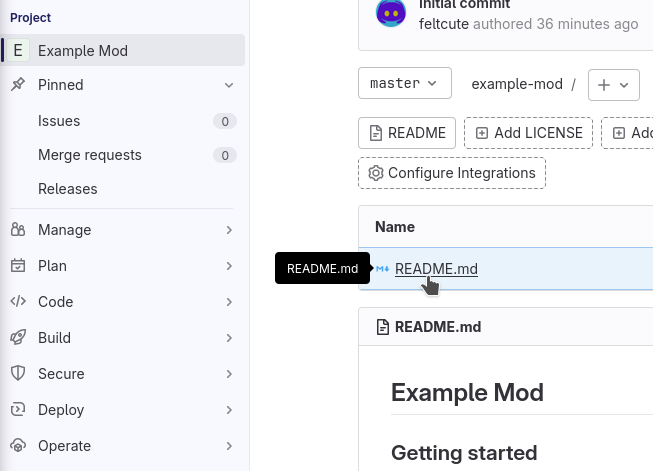 Project
E Example Mod
Pinned
Issues 0
Merge requests 0
Releases
Manage
Plan
Code
Build
Secure
Deploy
Operate
Initial commit
feltcute authored 36 minutes ago
master example-mod / +
README Add LICENSE Add
Configure Integrations
Name
README.md README.md
README.md
Example Mod
Getting started